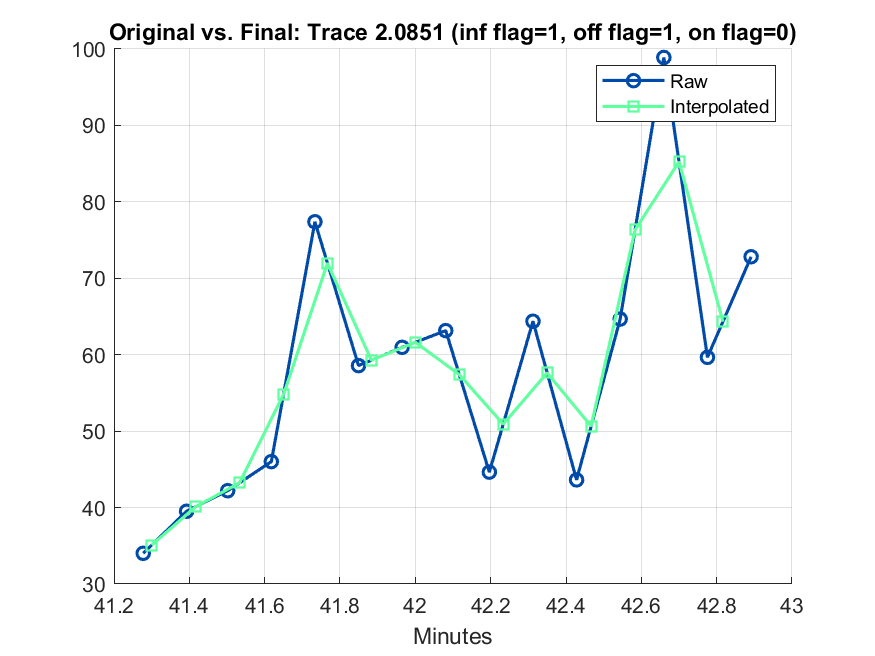 Original vs. Final: Trace 2.0851 (inf flag=1, off flag=1, on flag=0)
100
90
80
70
60
50
40
30
Raw
Interpolated
41.2 41.4 41.6 41.8 42 42.2 42.4 42.6 42.8 43
Minutes